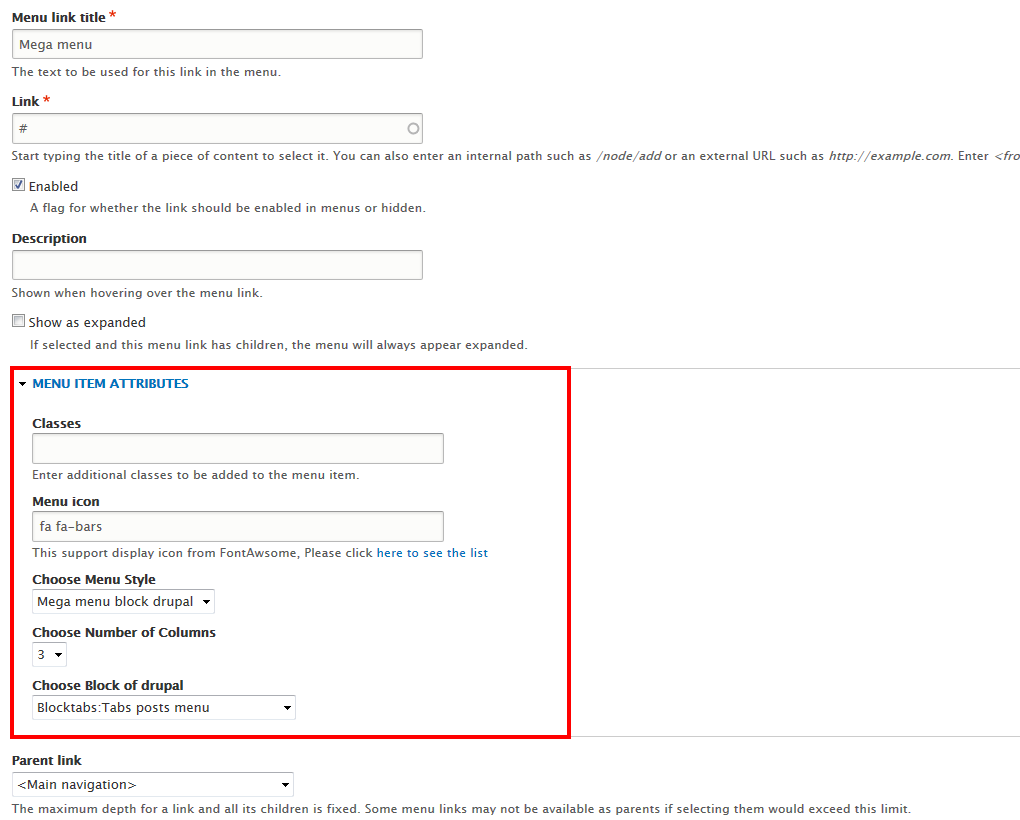 Menu link title *
Mega menu
The text to be used for this link in the menu.
Link *
#
Start typing the title of a piece of content to select it. You can also enter an internal path such as /node/add or an external URL such as http://example.com. Enter <fro
Enabled
A flag for whether the link should be enabled in menus or hidden.
Description
Shown when hovering over the menu link.
Show as expanded
If selected and this menu link has children, the menu will always appear expanded.
MENU ITEM ATTRIBUTES
Classes
Enter additional classes to be added to the menu item.
Menu icon
fa fa-bars
This support display icon from FontAwsome, Please click here to see the list
Choose Menu Style
Mega menu block drupal
Choose Number of Columns
3
Choose Block of drupal
Blocktabs:Tabs posts menu
Parent link
<Main navigation>
The maximum depth for a link and all its children is fixed. Some menu links may not be available as parents if selecting them would exceed this limit.